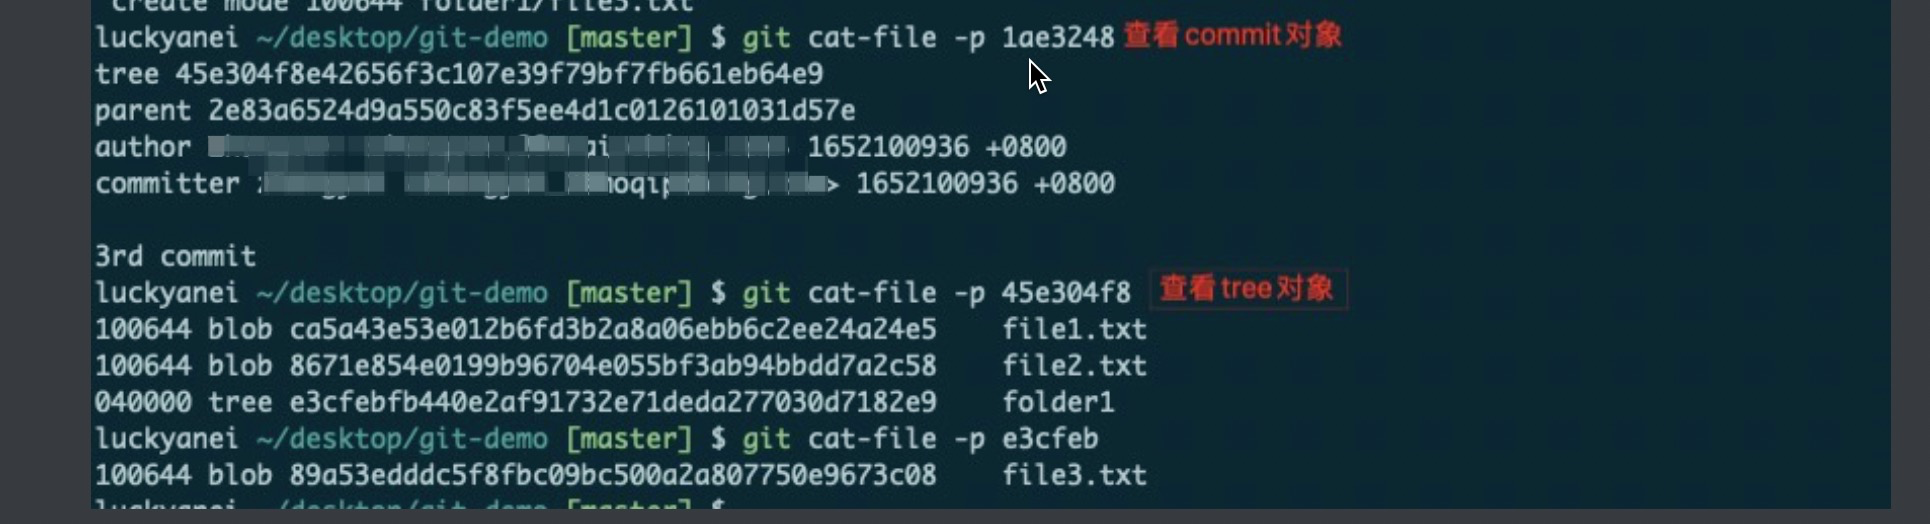 create mode 100644 folder1/file3.txt
luckyanei ~/desktop/git-demo [master] $ git cat-file -p 1ae3248 查看commit对象
tree 45e304f8e42656f3c107e39f79bf7fb661eb64e9
parent 2e83a6524d9a550c83f5ee4d1c0126101031d57e
author 1652100936 +0800
committer > 1652100936 +0800
3rd commit
luckyanei ~/desktop/git-demo [master] $ git cat-file -p 45e304f8 查看tree对象
100644 blob ca5a43e53e012b6fd3b2a8a06ebb6c2ee24a24e5 file1.txt
100644 blob 8671e854e0199b96704e055bf3ab94bbdd7a2c58 file2.txt
040000 tree e3cfebfb440e2af91732e71deda277030d7182e9 folder1
luckyanei ~/desktop/git-demo [master] $ git cat-file -p e3cfeb
100644 blob 89a53edddc5f8fbc09bc500a2a807750e9673c08 file3.txt
luckyanei ~/desktop/git-demo [master] $